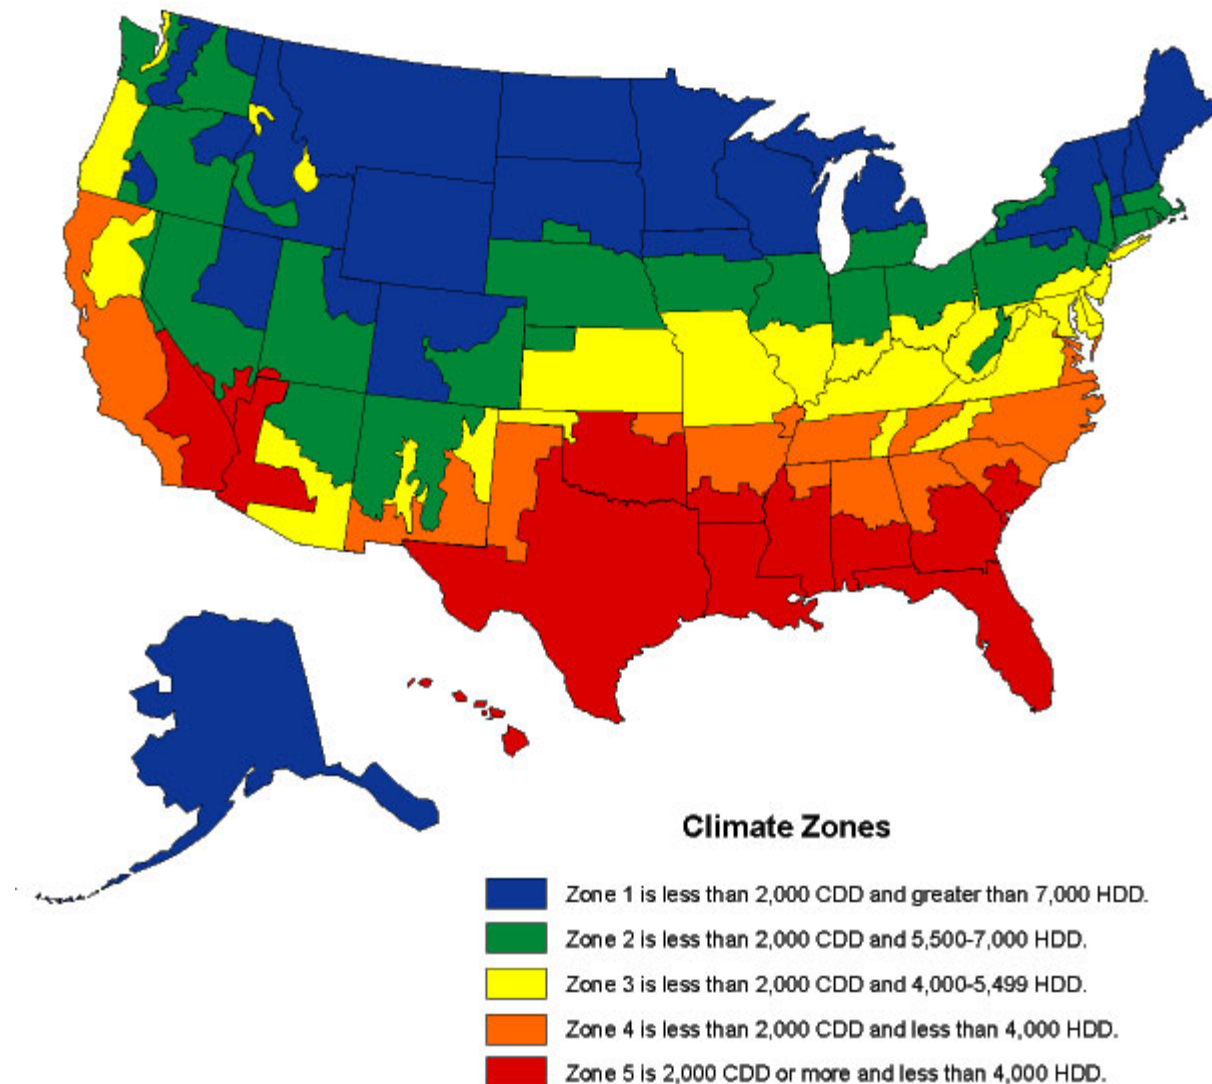 Climate Zones
Zone 1 is less than 2,000 CDD and greater than 7,000 HDD.
Zone 2 is less than 2,000 CDD and 5,500-7,000 HDD.
Zone 3 is less than 2,000 CDD and 4,000-5,499 HDD.
Zone 4 is less than 2,000 CDD and less than 4,000 HDD.
Zone 5 is 2,000 CDD or more and less than 4,000 HDD.